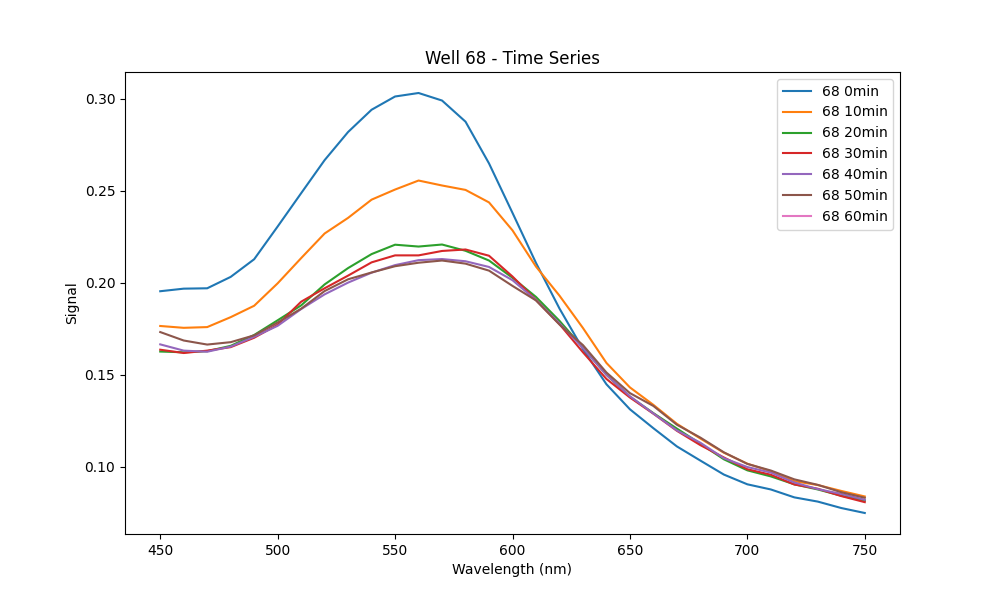 Well 68 - Time Series
Signal
0.30
0.25
0.20
0.15
0.10
68 0min
68 10min
68 20min
68 30min
68 40min
68 50min
68 60min
450 500 550 600 650 700 750
Wavelength (nm)